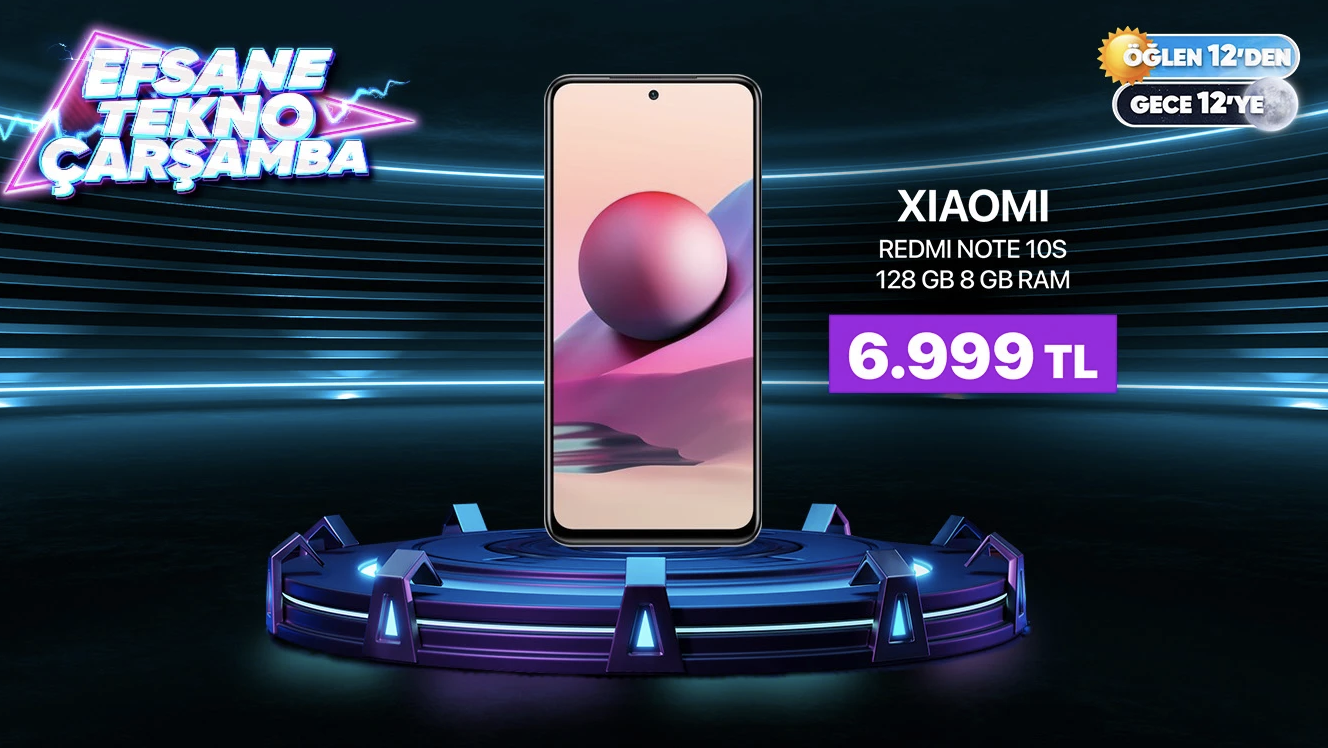 EFSANE
TEKNO
ÇARŞAMBA
ÖĞLEN 12'DEN
GECE 12'YE
XIAOMI
REDMI NOTE 10S
128 GB 8 GB RAM
6.999 TL